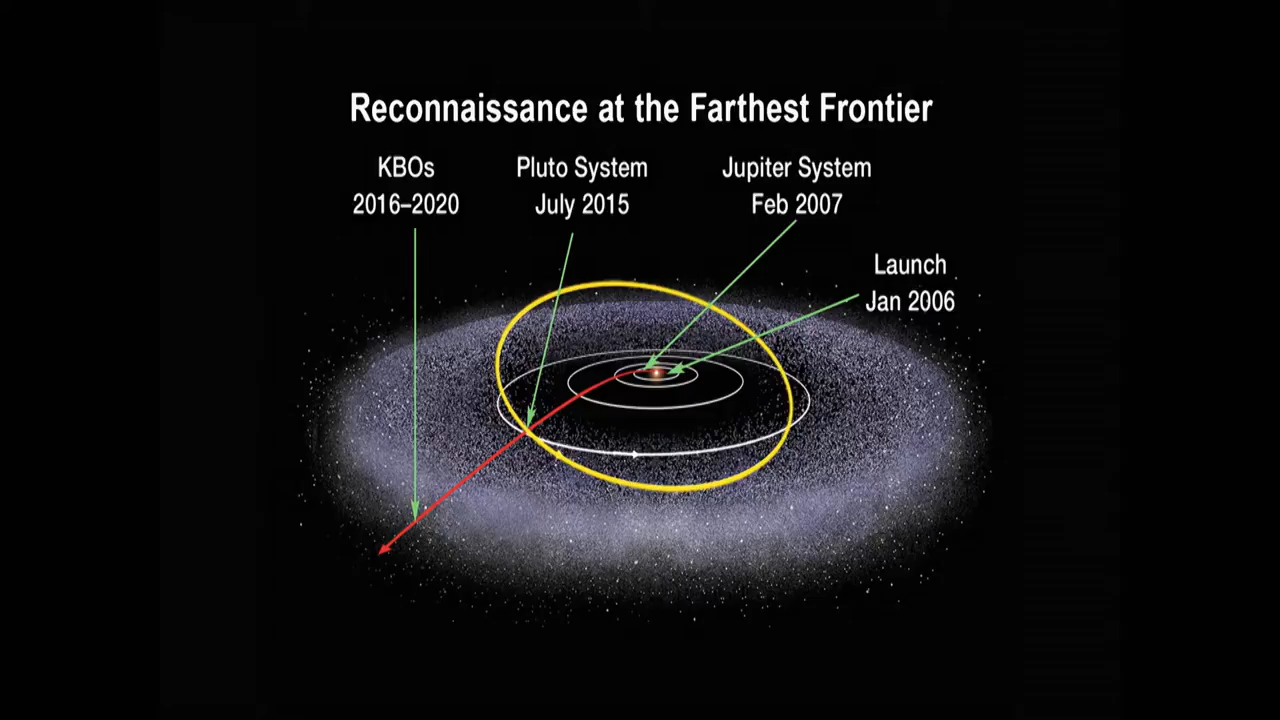 Reconnaissance at the Farthest Frontier
KBOs
2016–2020
Pluto System
July 2015
Jupiter System
Feb 2007
Launch
Jan 2006